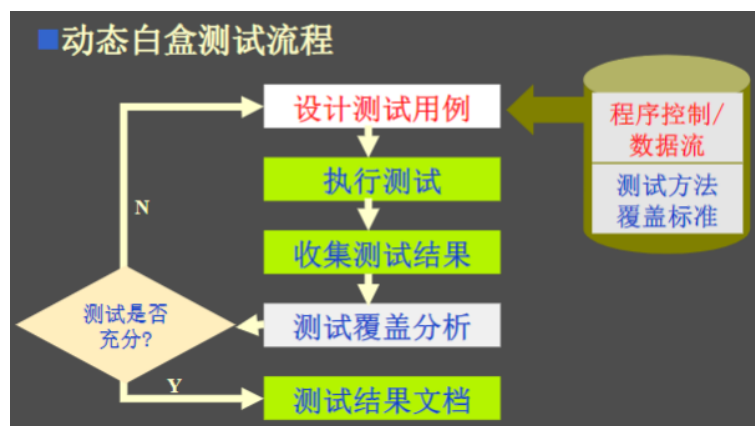 动态白盒测试流程
设计测试用例
程序控制/
数据流
执行测试
测试方法
覆盖标准
N
收集测试结果
测试是否
充分?
测试覆盖分析
Y
测试结果文档